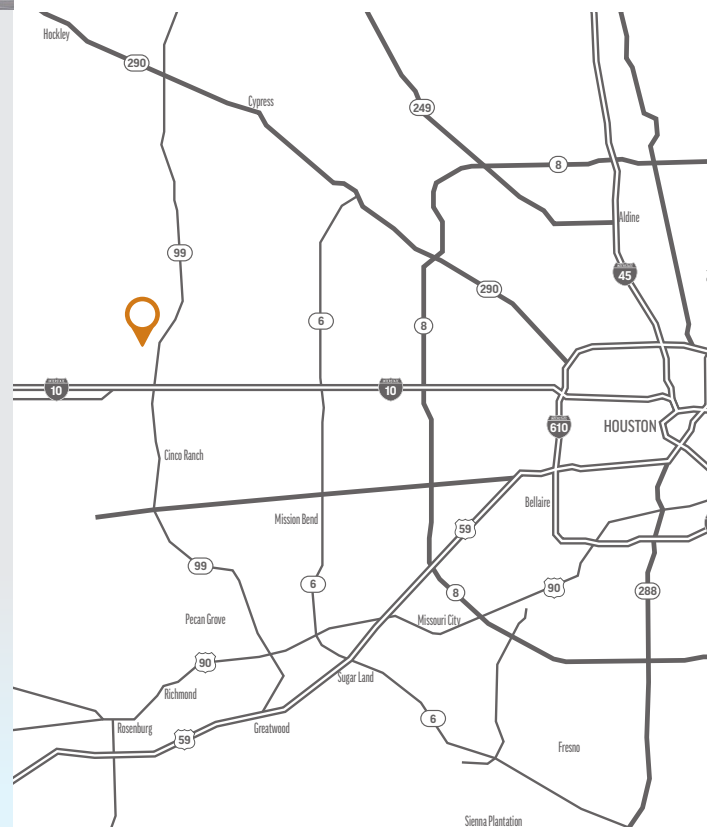 Hockley
290
Cypress
249
8
Aldine
99
45
290
6
8
10
10
610
HOUSTON
Cinco Ranch
Bellaire
Mission Bend
59
99
6
8
90
288
Pecan Grove
Missouri City
90
Sugar Land
Richmond
6
Rosenburg
Greatwood
59
Fresno
Sienna Plantation